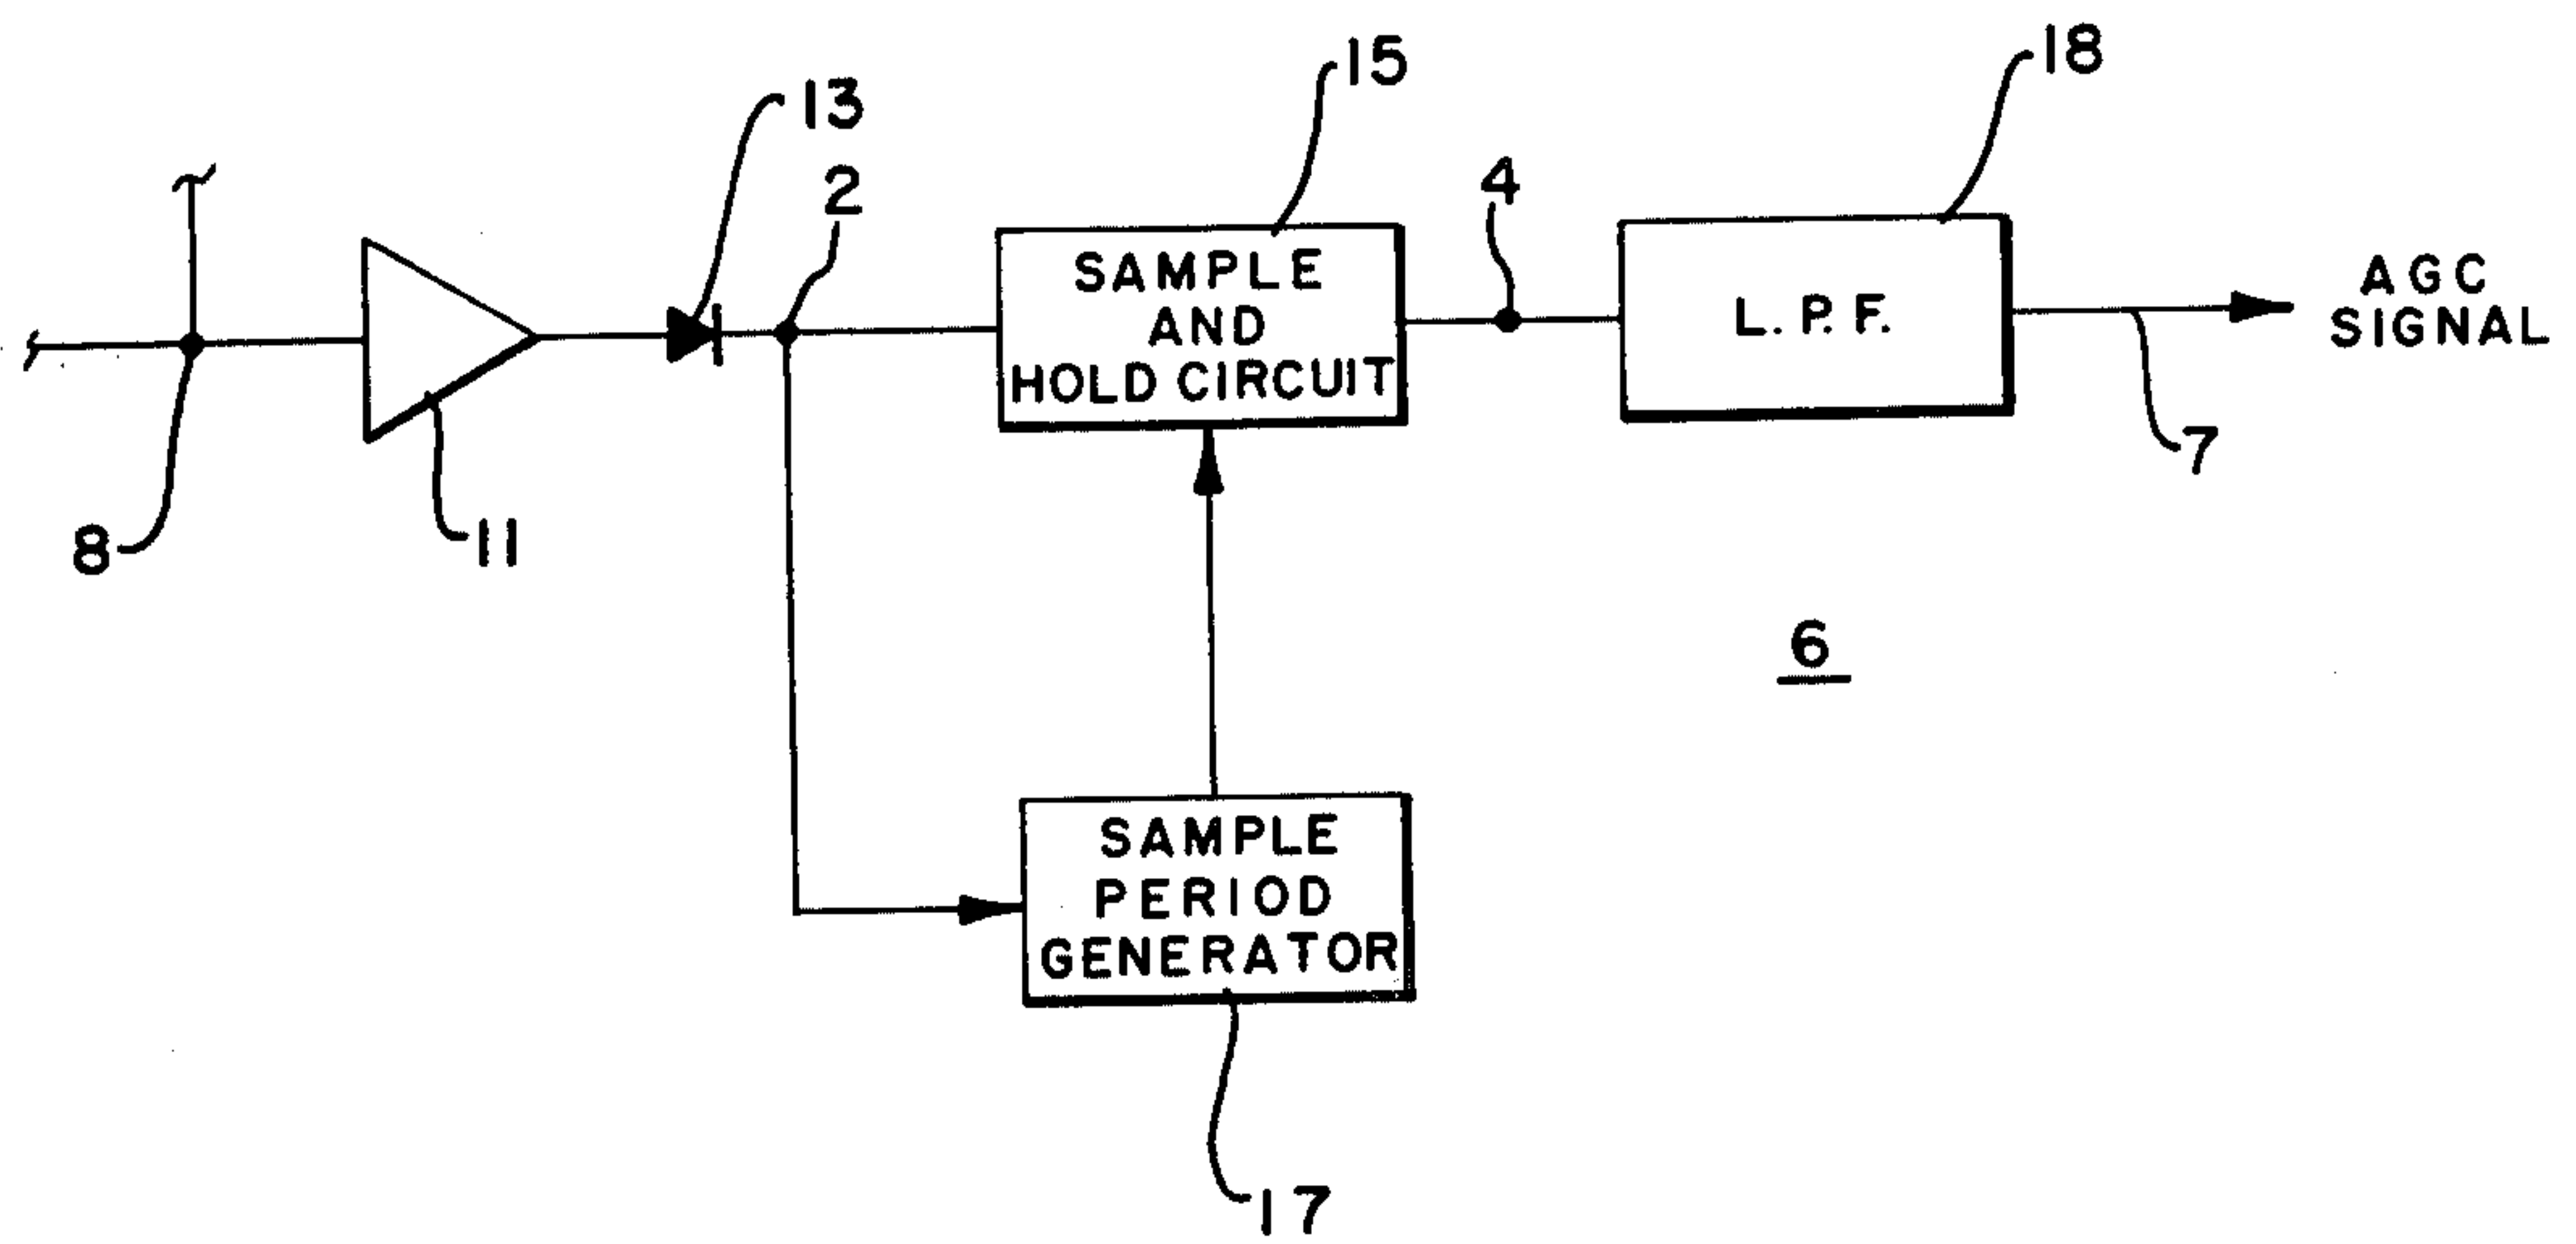 15
18
13
2
4
SAMPLE
AND
HOLD CIRCUIT
L. P. F.
AGC
SIGNAL
7
8
11
6
SAMPLE
PERIOD
GENERATOR
17